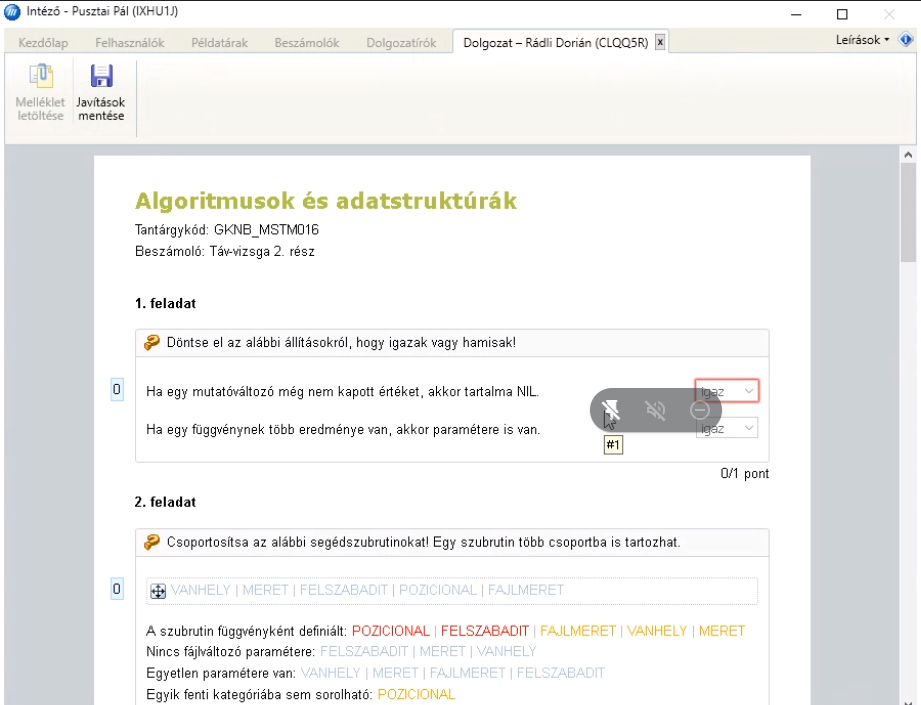 Intéző - Pusztai Pál (IXHU1J)
Kezdőlap Felhasználók Példatárak Beszámolók Dolgozatírók Dolgozat – Rádli Dorián (CLQQ5R) x Leírások
Melléklet letöltése
Javítások mentése
Algoritmusok és adatstruktúrák
Tantárgykód: GKNB_MSTM016
Beszámoló: Táv-vizsga 2. rész
1. feladat
Döntse el az alábbi állításokról, hogy igazak vagy hamisak!
0 Ha egy mutatóváltozó még nem kapott értéket, akkor tartalma NIL. igaz
Ha egy függvénynek több eredménye van, akkor paramétere is van. igaz
#1
0/1 pont
2. feladat
Csoportosítsa az alábbi segédszubrutinokat! Egy szubrutin több csoportba is tartozhat.
0 VANHELY | MERET | FELSZABADIT | POZICIONAL | FAJLMERET
A szubrutin függvényként definiált: POZICIONAL | FELSZABADIT | FAJLMERET | VANHELY | MERET
Nincs fájlváltozó paramétere: FELSZABADIT | MERET | VANHELY
Egyetlen paramétere van: VANHELY | MERET | FAJLMERET | FELSZABADIT
Egyik fenti kategóriába sem sorolható: POZICIONAL